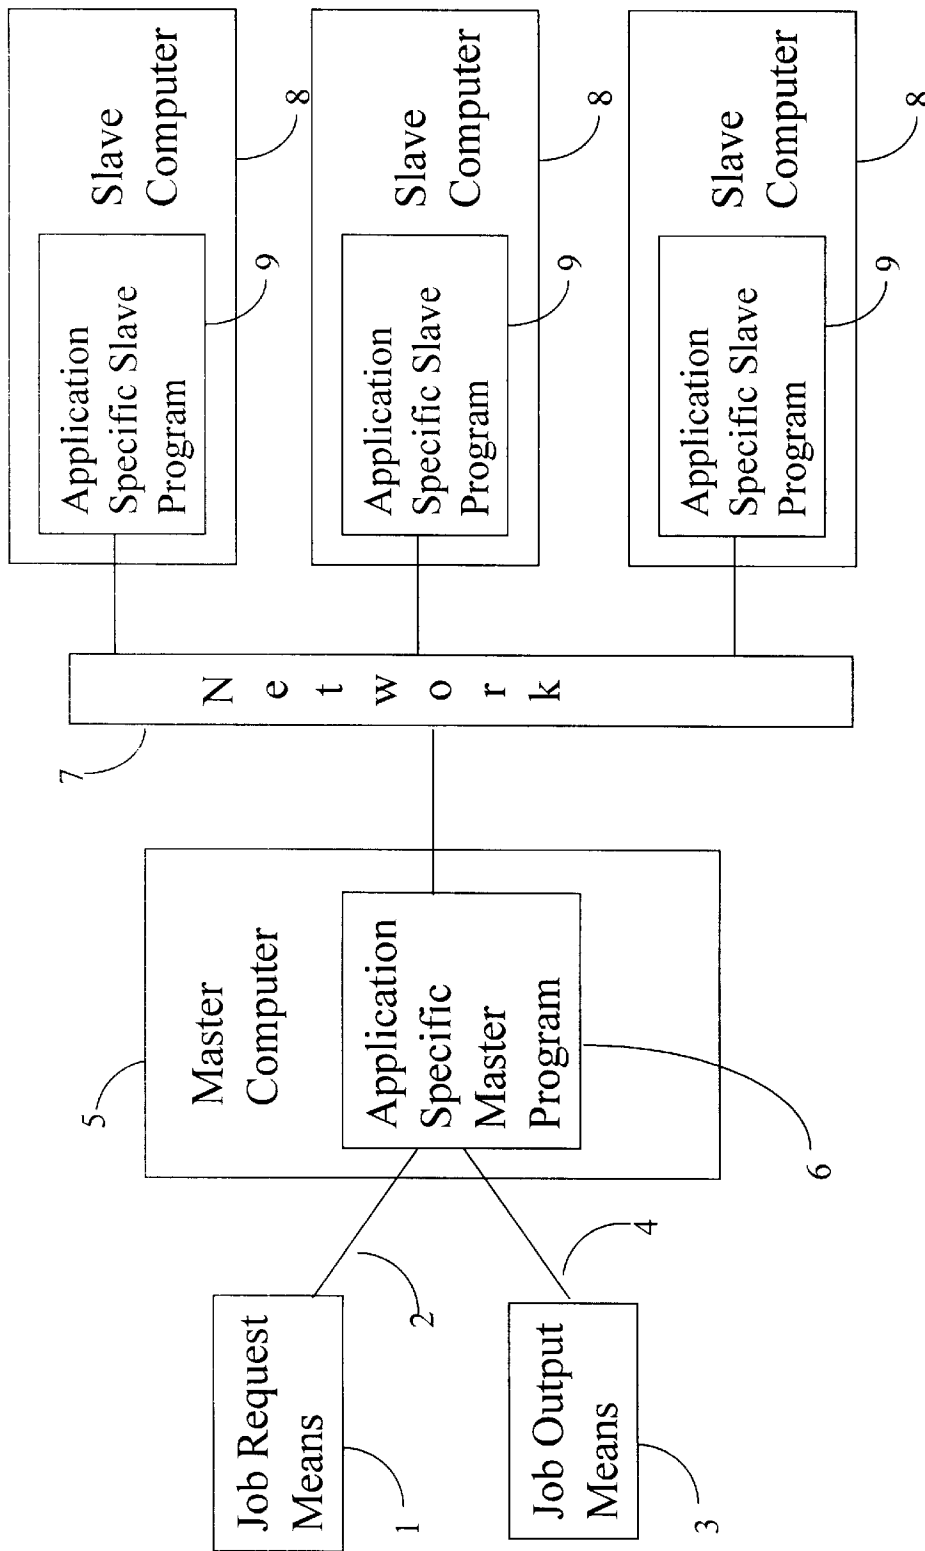 Job Request
Means
1
2
Job Output
Means
3
4
5
Master
Computer
Application
Specific
Master
Program
6
7
N
e
t
w
o
r
k
Application
Specific Slave
Program
9
Slave
Computer
8
Application
Specific Slave
Program
9
Slave
Computer
8
Application
Specific Slave
Program
9
Slave
Computer
8